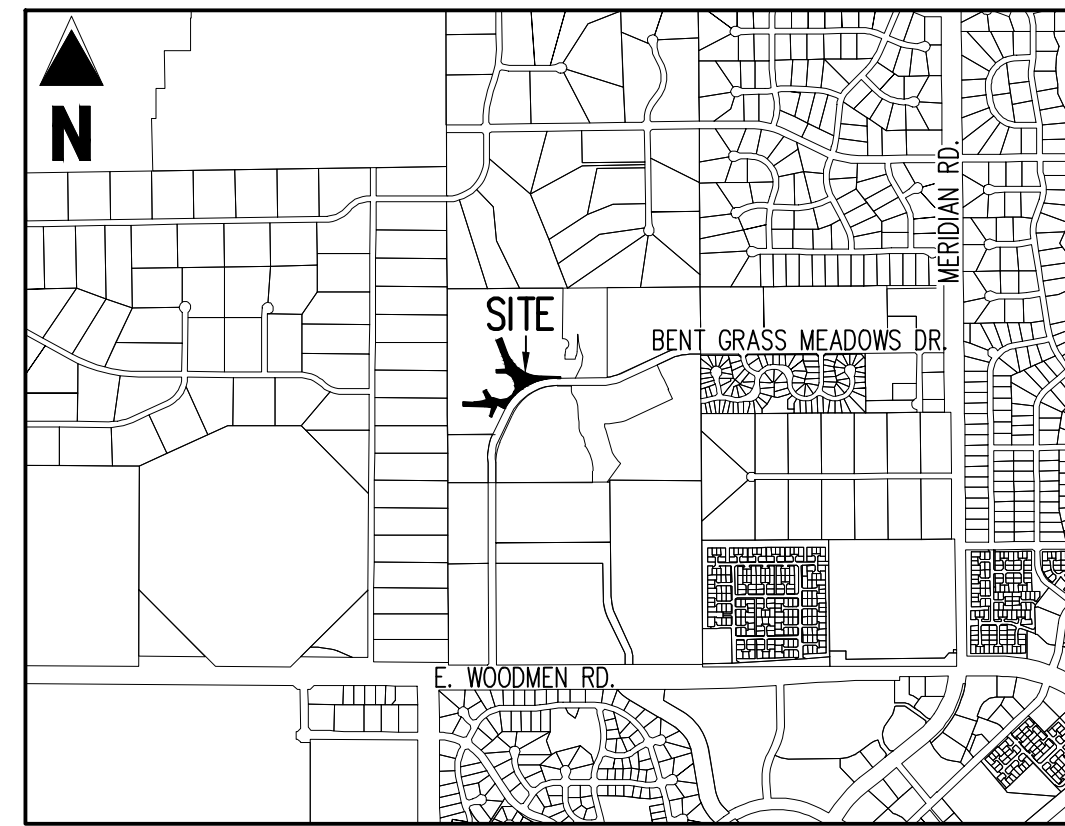 N
MERIDIAN RD.
SITE
BENT GRASS MEADOWS DR.
E. WOODMEN RD.